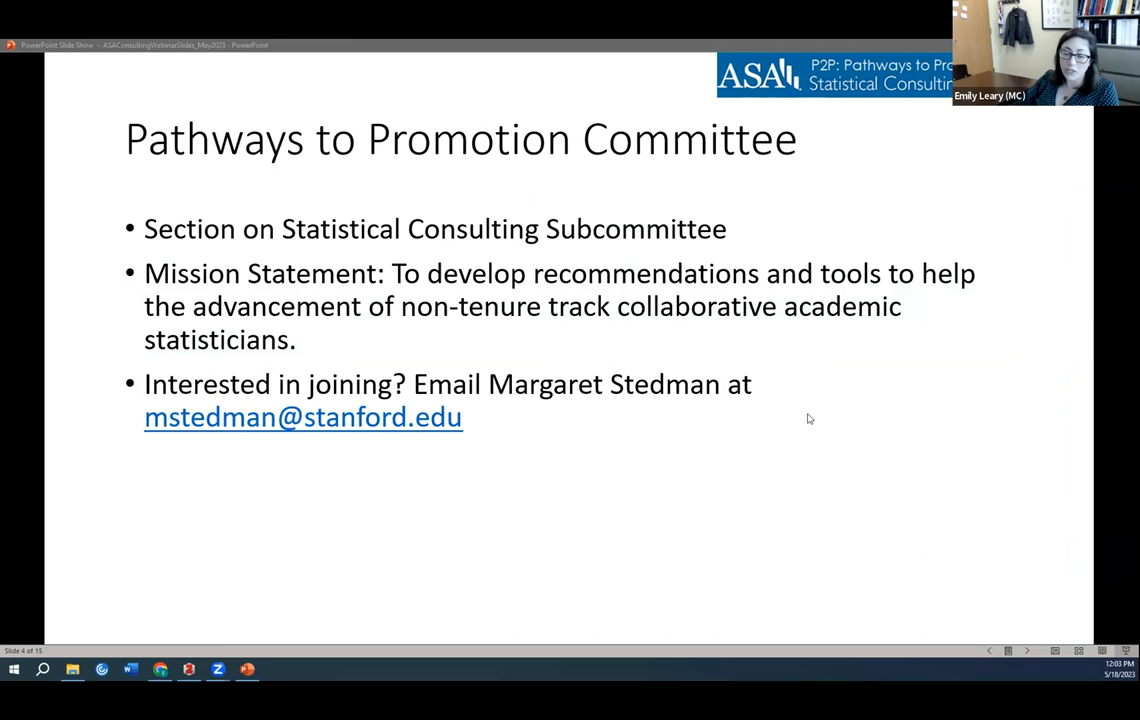 PowerPoint Slide Show - ASAConsultingWebinarSlides_May2023 - PowerPoint
ASA
P2P: Pathways to Pro
Statistical Consultin
Emily Leary (MC)
Pathways to Promotion Committee
• Section on Statistical Consulting Subcommittee
• Mission Statement: To develop recommendations and tools to help
the advancement of non-tenure track collaborative academic
statisticians.
• Interested in joining? Email Margaret Stedman at
mstedman@stanford.edu
Slide 4 of 15
12:03 PM
5/18/2023